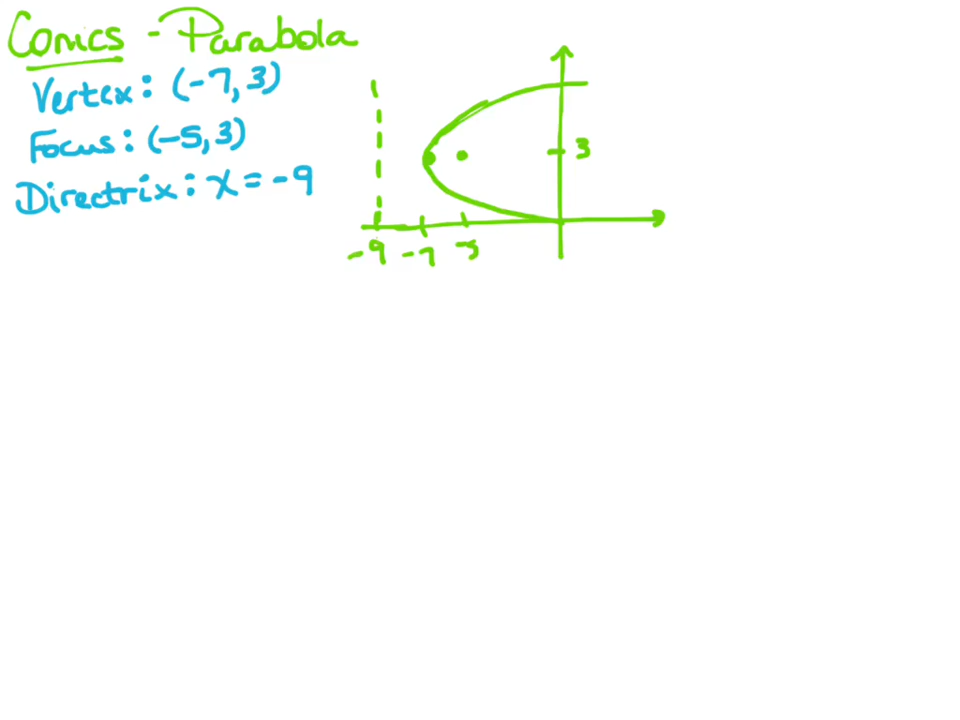 Conics - Parabola
Vertex: (-7, 3)
Focus: (-5, 3)
Directrix: x = -9
3
-9 -7 -5